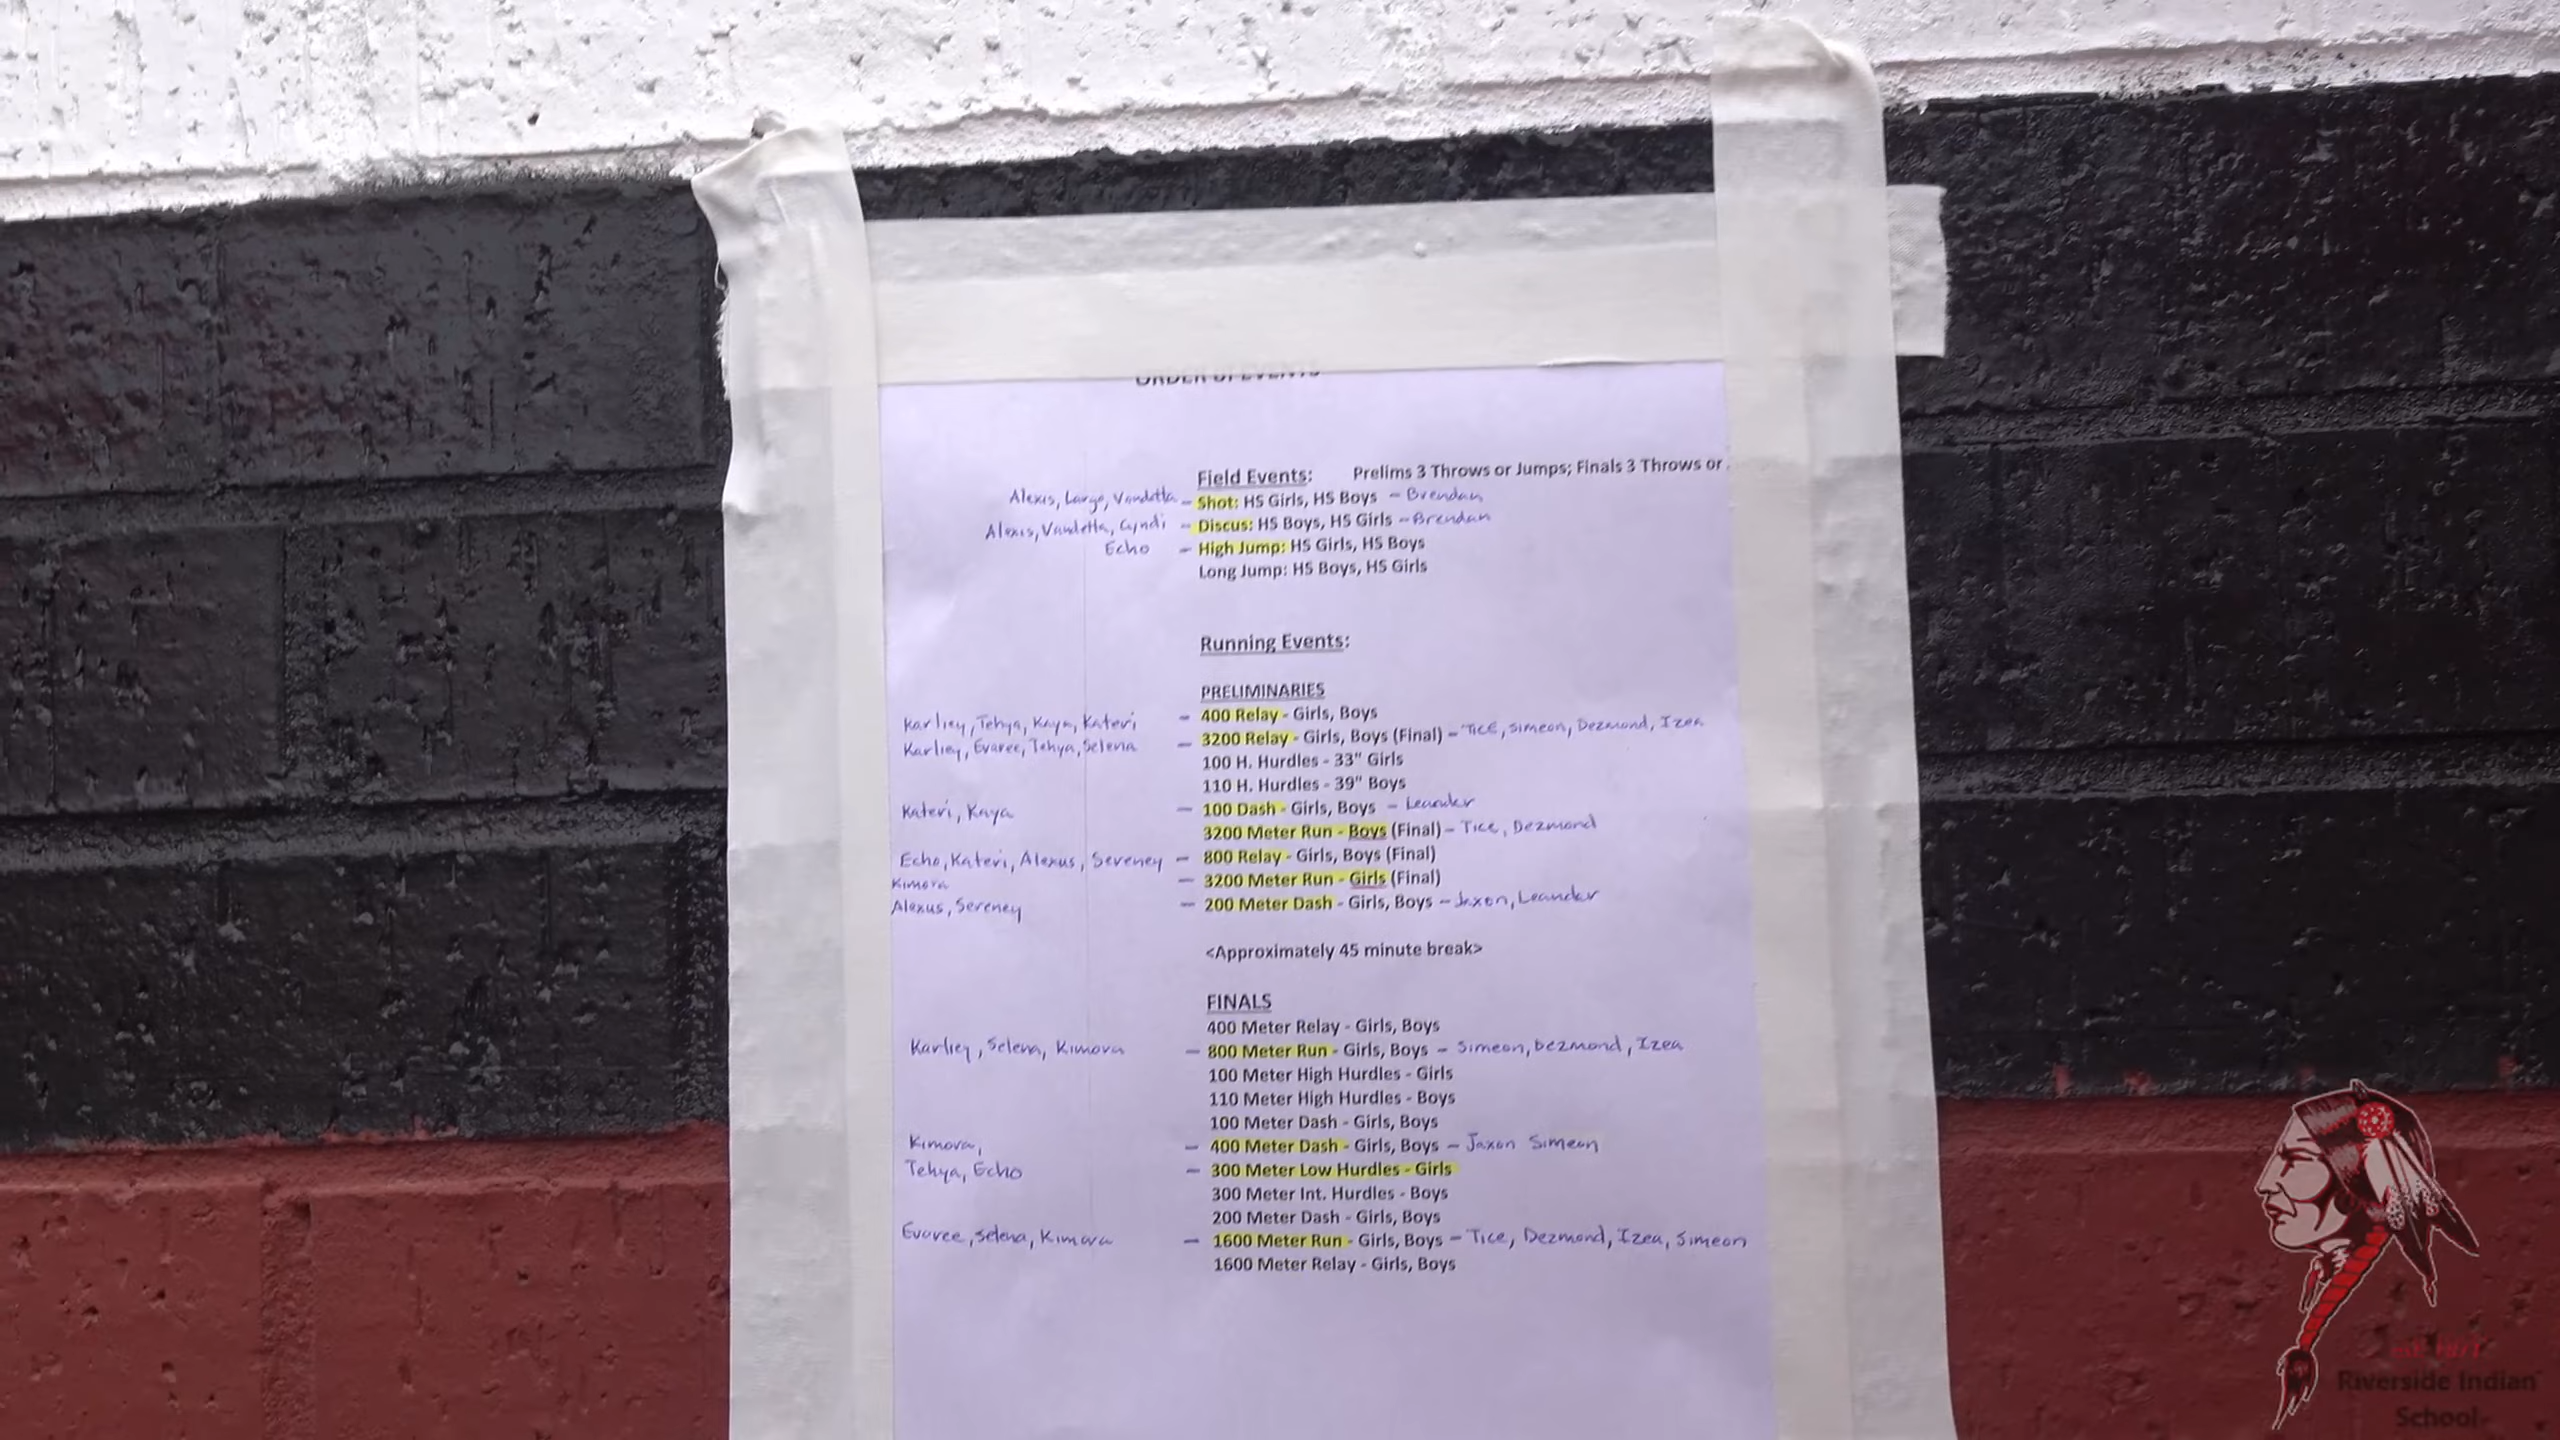 ORDER OF EVENTS
Field Events: Prelims 3 Throws or Jumps; Finals 3 Throws or
Alexis, Largo, Vandetta - Shot: HS Girls, HS Boys - Brendan
Alexis, Vandetta, Cyndi - Discus: HS Boys, HS Girls - Brendan
Echo - High Jump: HS Girls, HS Boys
Long Jump: HS Boys, HS Girls
Running Events:
PRELIMINARIES
Karliey, Tehya, Kaya, Kateri - 400 Relay - Girls, Boys
Karliey, Evaree, Tehya, Selena - 3200 Relay - Girls, Boys (Final) - Tice, Simeon, Dezmond, Izea
100 H. Hurdles - 33" Girls
110 H. Hurdles - 39" Boys
Kateri, Kaya - 100 Dash - Girls, Boys - Leander
3200 Meter Run - Boys (Final) - Tice, Dezmond
Echo, Kateri, Alexus, Sereney - 800 Relay - Girls, Boys (Final)
Kimora - 3200 Meter Run - Girls (Final)
Alexus, Sereney - 200 Meter Dash - Girls, Boys - Jaxon, Leander
<Approximately 45 minute break>
FINALS
400 Meter Relay - Girls, Boys
Karliey, Selena, Kimora - 800 Meter Run - Girls, Boys - Simeon, Dezmond, Izea
100 Meter High Hurdles - Girls
110 Meter High Hurdles - Boys
100 Meter Dash - Girls, Boys
Kimora, - 400 Meter Dash - Girls, Boys - Jaxon Simeon
Tehya, Echo - 300 Meter Low Hurdles - Girls
300 Meter Int. Hurdles - Boys
200 Meter Dash - Girls, Boys
Evaree, Selena, Kimora - 1600 Meter Run - Girls, Boys - Tice, Dezmond, Izea, Simeon
1600 Meter Relay - Girls, Boys
est. 1871
Riverside Indian
School